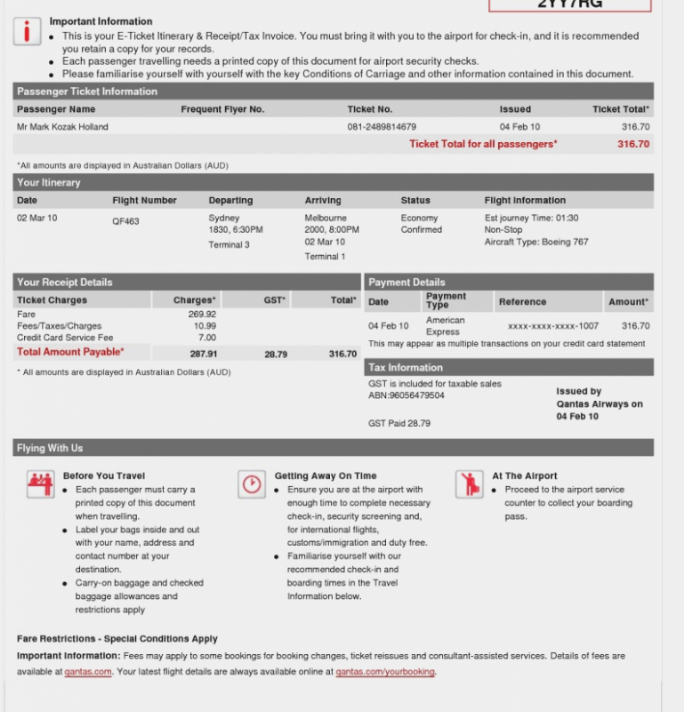 2YY7RG
Important Information
• This is your E-Ticket Itinerary & Receipt/Tax Invoice. You must bring it with you to the airport for check-in, and it is recommended
you retain a copy for your records.
• Each passenger travelling needs a printed copy of this document for airport security checks.
• Please familiarise yourself with yourself with the key Conditions of Carriage and other information contained in this document.
Passenger Ticket Information
Passenger Name Frequent Flyer No. Ticket No. Issued Ticket Total*
Mr Mark Kozak Holland 081-2489814679 04 Feb 10 316.70
Ticket Total for all passengers* 316.70
*All amounts are displayed in Australian Dollars (AUD)
Your Itinerary
Date Flight Number Departing Arriving Status Flight Information
02 Mar 10 QF463 Sydney Melbourne Economy Est journey Time: 01:30
1830, 6:30PM 2000, 8:00PM Confirmed Non-Stop
Terminal 3 02 Mar 10 Aircraft Type: Boeing 767
Terminal 1
Your Receipt Details
Ticket Charges Charges* GST* Total*
Fare 269.92
Fees/Taxes/Charges 10.99
Credit Card Service Fee 7.00
Total Amount Payable* 287.91 28.79 316.70
* All amounts are displayed in Australian Dollars (AUD)
Payment Details
Date Payment Type Reference Amount*
04 Feb 10 American Express xxxx-xxxx-xxxx-1007 316.70
This may appear as multiple transactions on your credit card statement
Tax Information
GST is included for taxable sales
ABN:96056479504
GST Paid 28.79
Issued by
Qantas Airways on
04 Feb 10
Flying With Us
Before You Travel
• Each passenger must carry a
printed copy of this document
when travelling.
• Label your bags inside and out
with your name, address and
contact number at your
destination.
• Carry-on baggage and checked
baggage allowances and
restrictions apply
Getting Away On Time
• Ensure you are at the airport with
enough time to complete necessary
check-in, security screening and,
for international flights,
customs/immigration and duty free.
• Familiarise yourself with our
recommended check-in and
boarding times in the Travel
Information below.
At The Airport
• Proceed to the airport service
counter to collect your boarding
pass.
Fare Restrictions - Special Conditions Apply
Important Information: Fees may apply to some bookings for booking changes, ticket reissues and consultant-assisted services. Details of fees are
available at qantas.com. Your latest flight details are always available online at qantas.com/yourbooking.